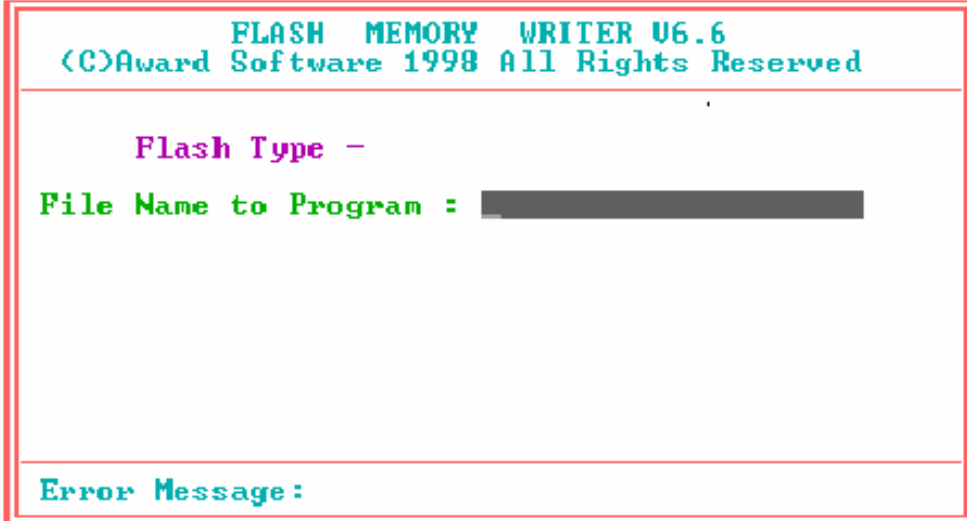 FLASH MEMORY WRITER V6.6
(C)Award Software 1998 All Rights Reserved
Flash Type -
File Name to Program :
Error Message: